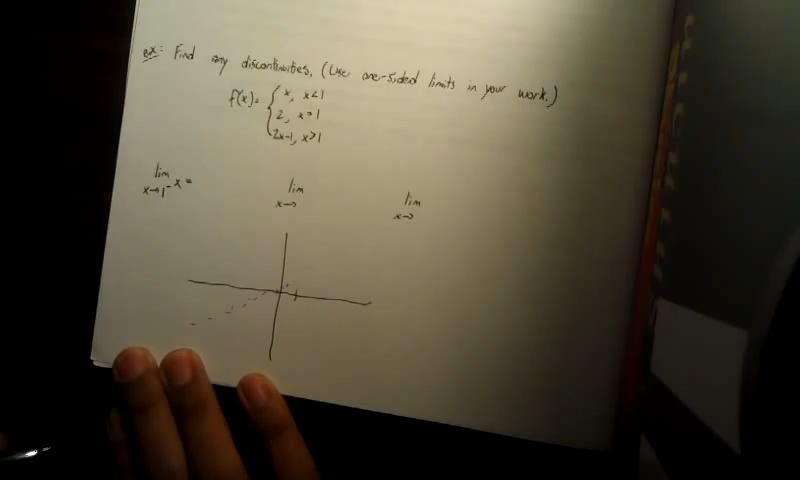 ex: Find any discontinuities. (Use one-sided limits in your work.)
f(x)= { x, x<1
2, x=1
2x-1, x>1
lim x→1⁻ x =
lim x→
lim x→